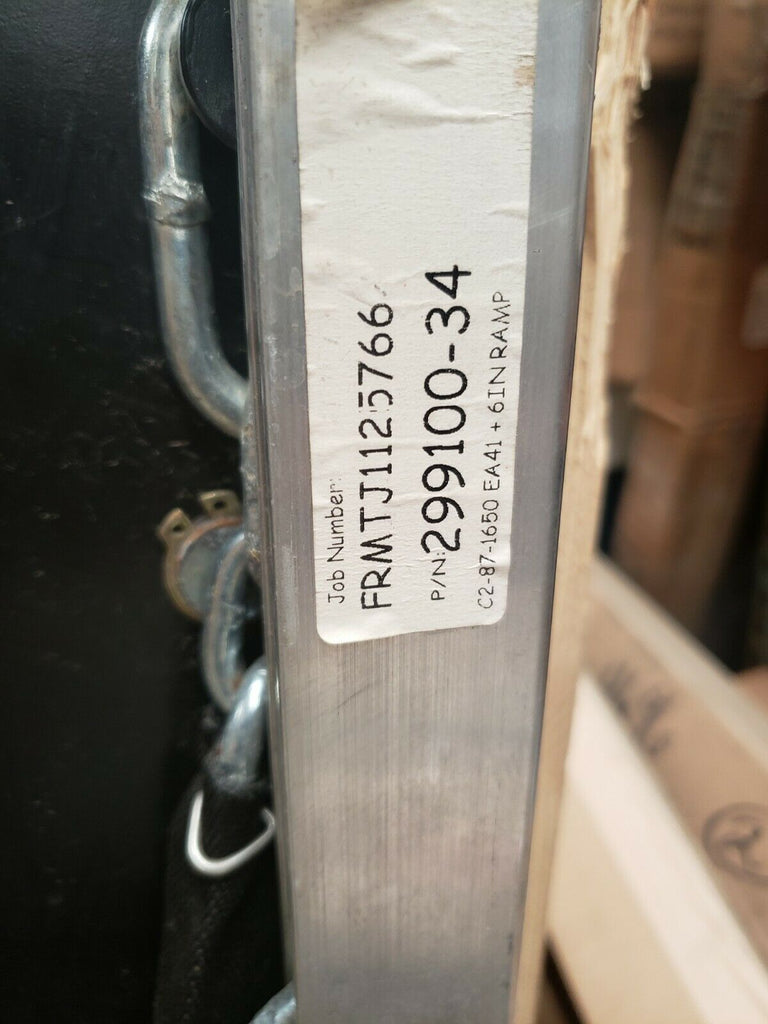 Job Number:
FRMTJ1125766
P/N:299100-34
C2-87-1650 EA41 + 6IN RAMP